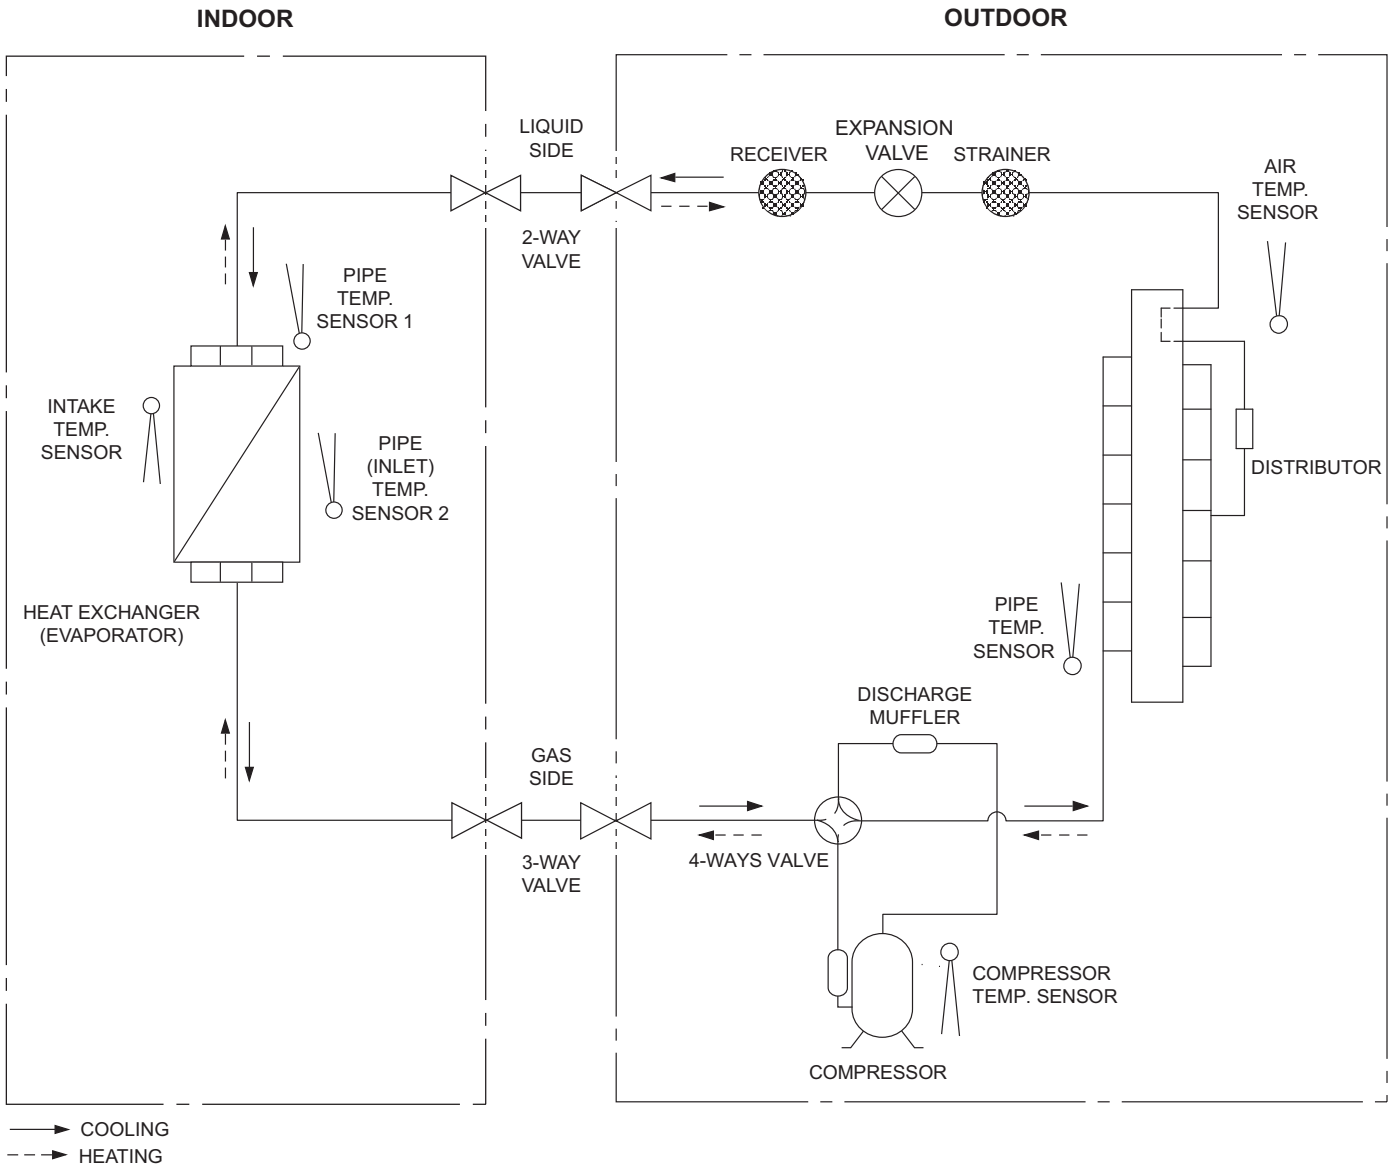 INDOOR
OUTDOOR
LIQUID
SIDE
2-WAY
VALVE
RECEIVER
EXPANSION
VALVE
STRAINER
AIR
TEMP.
SENSOR
PIPE
TEMP.
SENSOR 1
INTAKE
TEMP.
SENSOR
PIPE
(INLET)
TEMP.
SENSOR 2
DISTRIBUTOR
HEAT EXCHANGER
(EVAPORATOR)
PIPE
TEMP.
SENSOR
DISCHARGE
MUFFLER
GAS
SIDE
3-WAY
VALVE
4-WAYS VALVE
COMPRESSOR
TEMP. SENSOR
COMPRESSOR
COOLING
HEATING